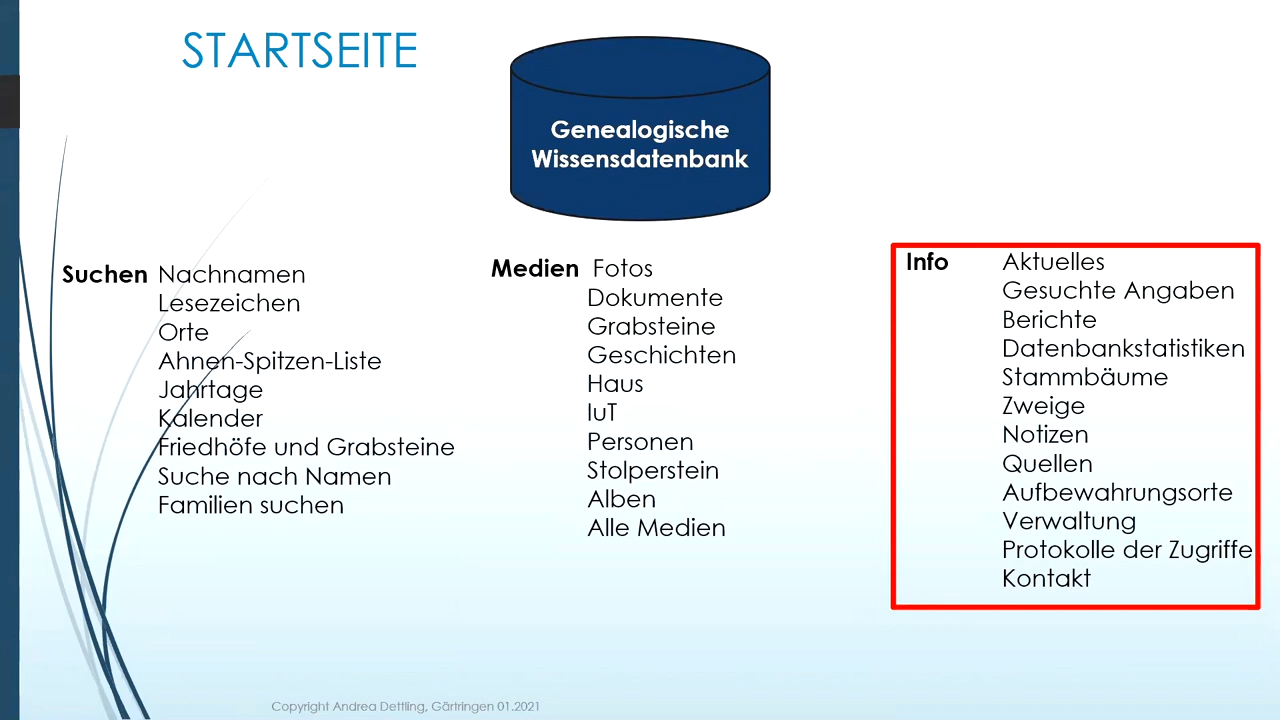 STARTSEITE
Genealogische
Wissensdatenbank
Suchen Nachnamen
Lesezeichen
Orte
Ahnen-Spitzen-Liste
Jahrtage
Kalender
Friedhöfe und Grabsteine
Suche nach Namen
Familien suchen
Medien Fotos
Dokumente
Grabsteine
Geschichten
Haus
IuT
Personen
Stolperstein
Alben
Alle Medien
Info Aktuelles
Gesuchte Angaben
Berichte
Datenbankstatistiken
Stammbäume
Zweige
Notizen
Quellen
Aufbewahrungsorte
Verwaltung
Protokolle der Zugriffe
Kontakt
Copyright Andrea Dettling, Gärtringen 01.2021